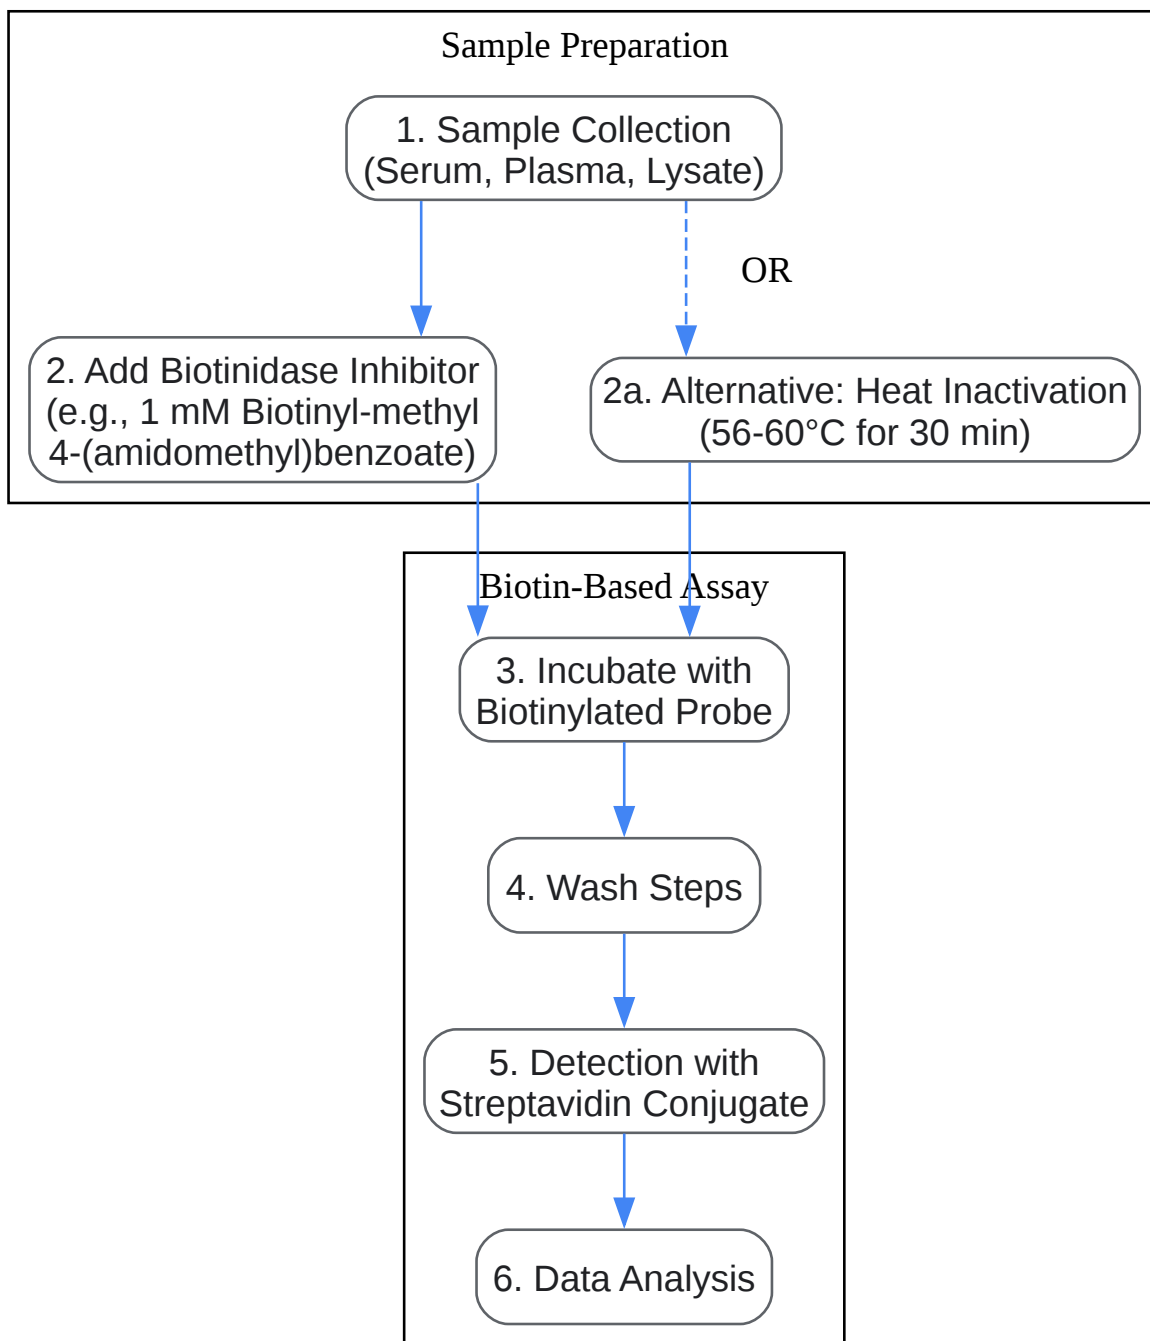 Sample Preparation
1. Sample Collection
(Serum, Plasma, Lysate)
OR
2. Add Biotinidase Inhibitor
(e.g., 1 mM Biotinyl-methyl
4-(amidomethyl)benzoate)
2a. Alternative: Heat Inactivation
(56-60°C for 30 min)
Biotin-Based Assay
3. Incubate with
Biotinylated Probe
4. Wash Steps
5. Detection with
Streptavidin Conjugate
6. Data Analysis